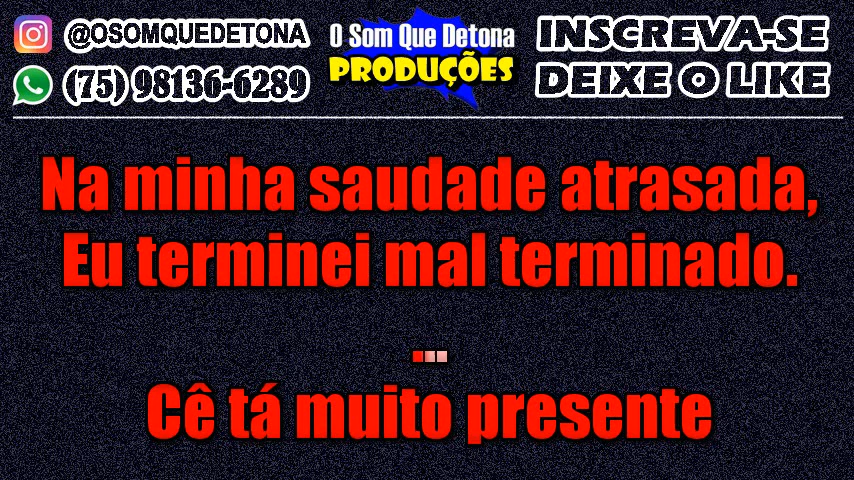 @OSOMQUEDETONA
(75) 98136-6289
O Som Que Detona
PRODUÇÕES
INSCREVA-SE
DEIXE O LIKE
Na minha saudade atrasada,
Eu terminei mal terminado.
...
Cê tá muito presente